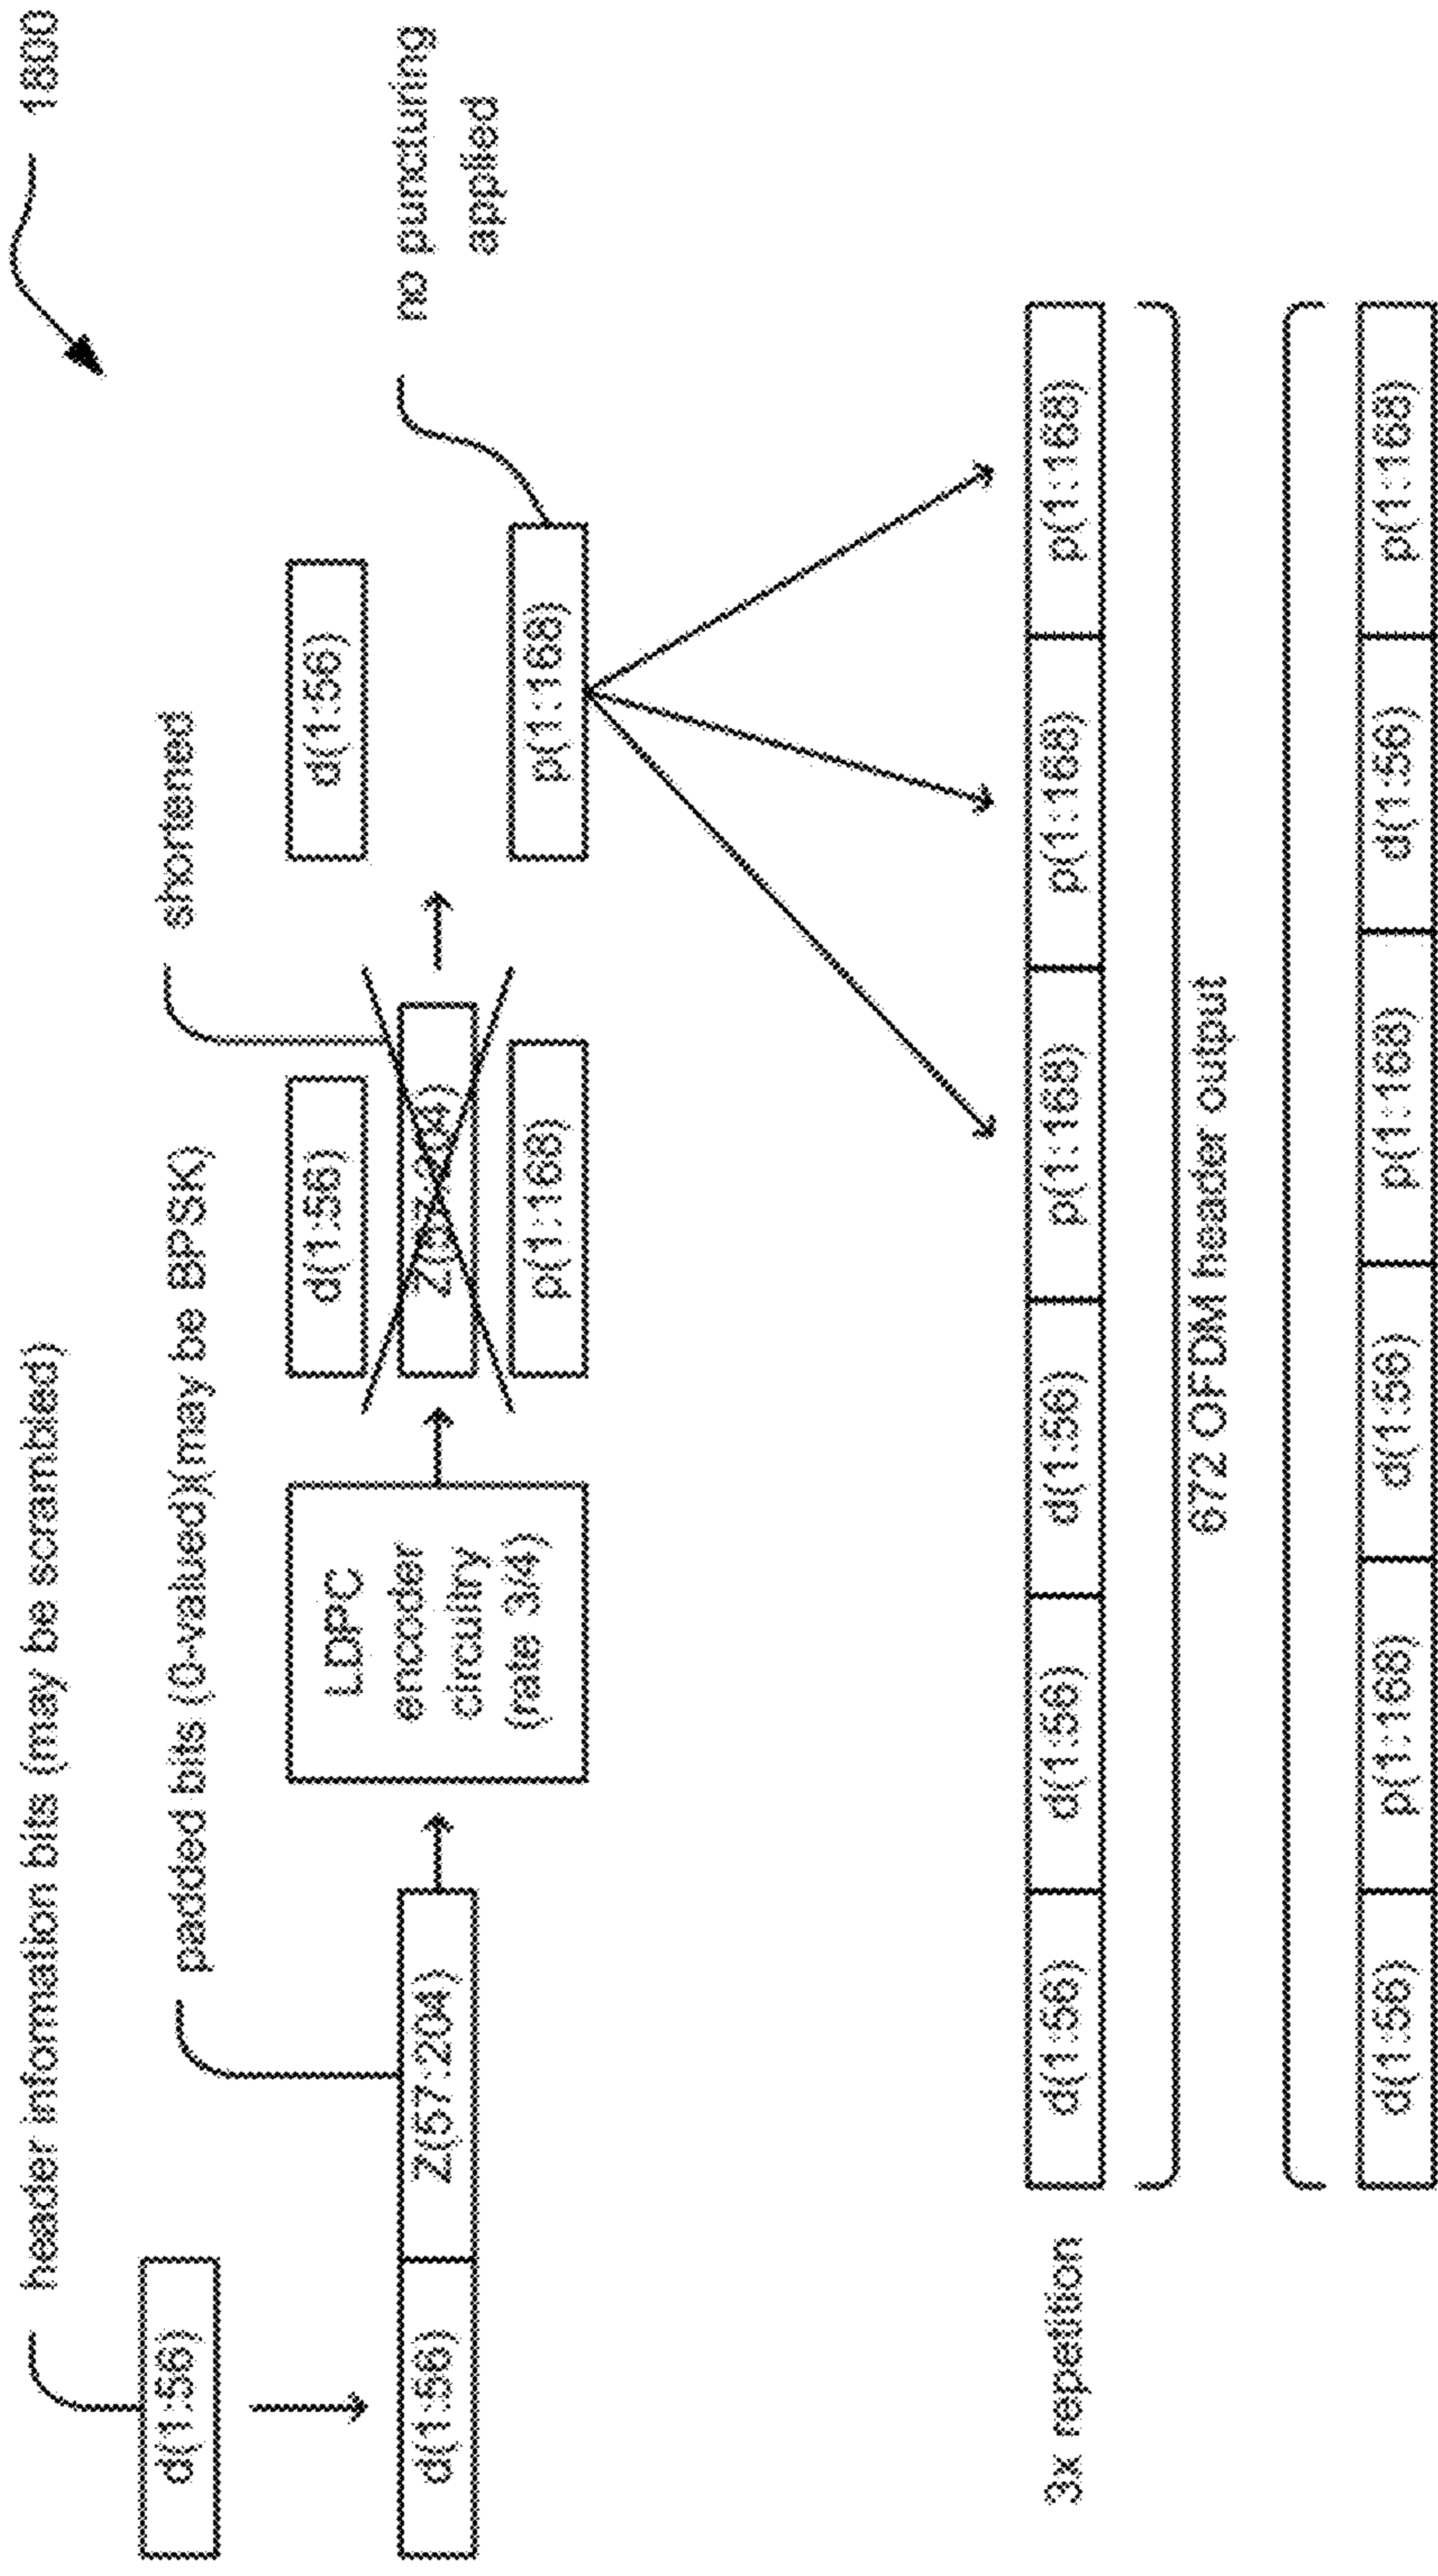 1800
header information bits (may be scrambled)
d(1:56)
padded bits (0-valued)(may be BPSK)
d(1:56) Z(57:204)
LDPC
encoder
circuitry
(rate 3/4)
shortened
d(1:56)
Z(57:204)
p(1:168)
d(1:56)
p(1:168)
no puncturing
applied
3x repetition
d(1:56) d(1:56) d(1:56) p(1:168) p(1:168) p(1:168)
672 OFDM header output
d(1:56) p(1:168) d(1:56) p(1:168) d(1:56) p(1:168)